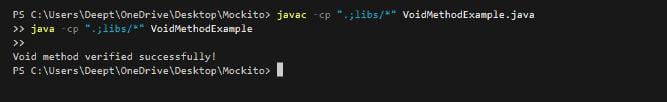 PS C:\Users\Deept\OneDrive\Desktop\Mockito> javac -cp ".;libs/*" VoidMethodExample.java
>> java -cp ".;libs/*" VoidMethodExample
>>
Void method verified successfully!
PS C:\Users\Deept\OneDrive\Desktop\Mockito>